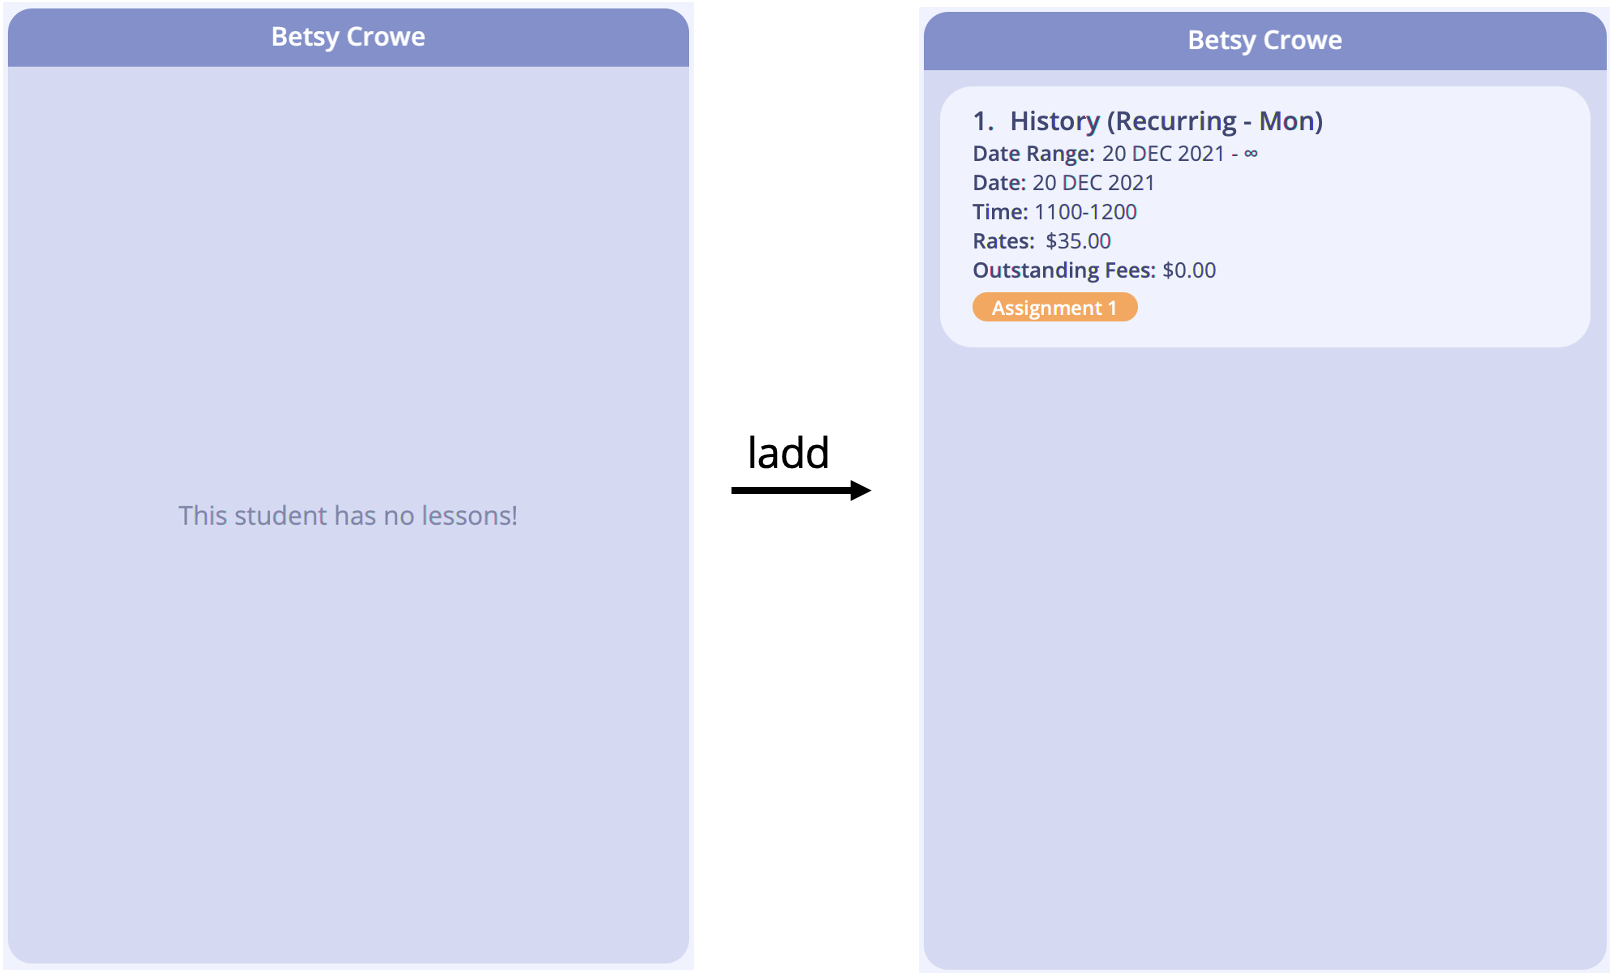 Betsy Crowe
This student has no lessons!
ladd
Betsy Crowe
1. History (Recurring - Mon)
Date Range: 20 DEC 2021 - ∞
Date: 20 DEC 2021
Time: 1100-1200
Rates: $35.00
Outstanding Fees: $0.00
Assignment 1